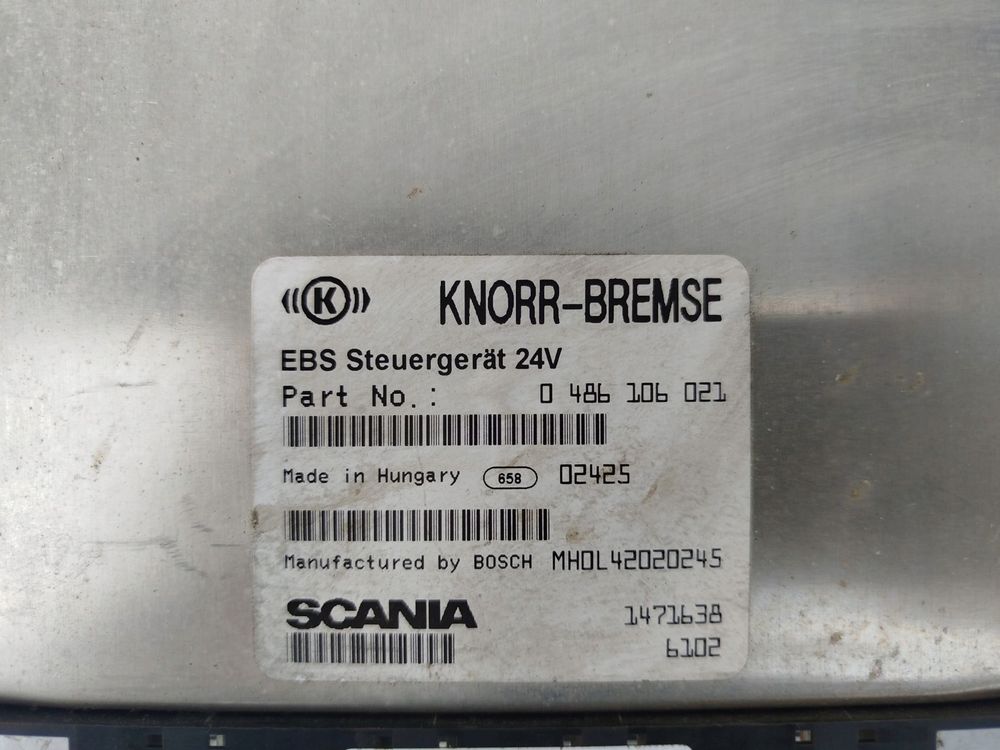 K KNORR-BREMSE
EBS Steuergerät 24V
Part No.: 0 486 106 021
Made in Hungary 658 02425
Manufactured by BOSCH MHOL42020245
SCANIA 1471638
6102